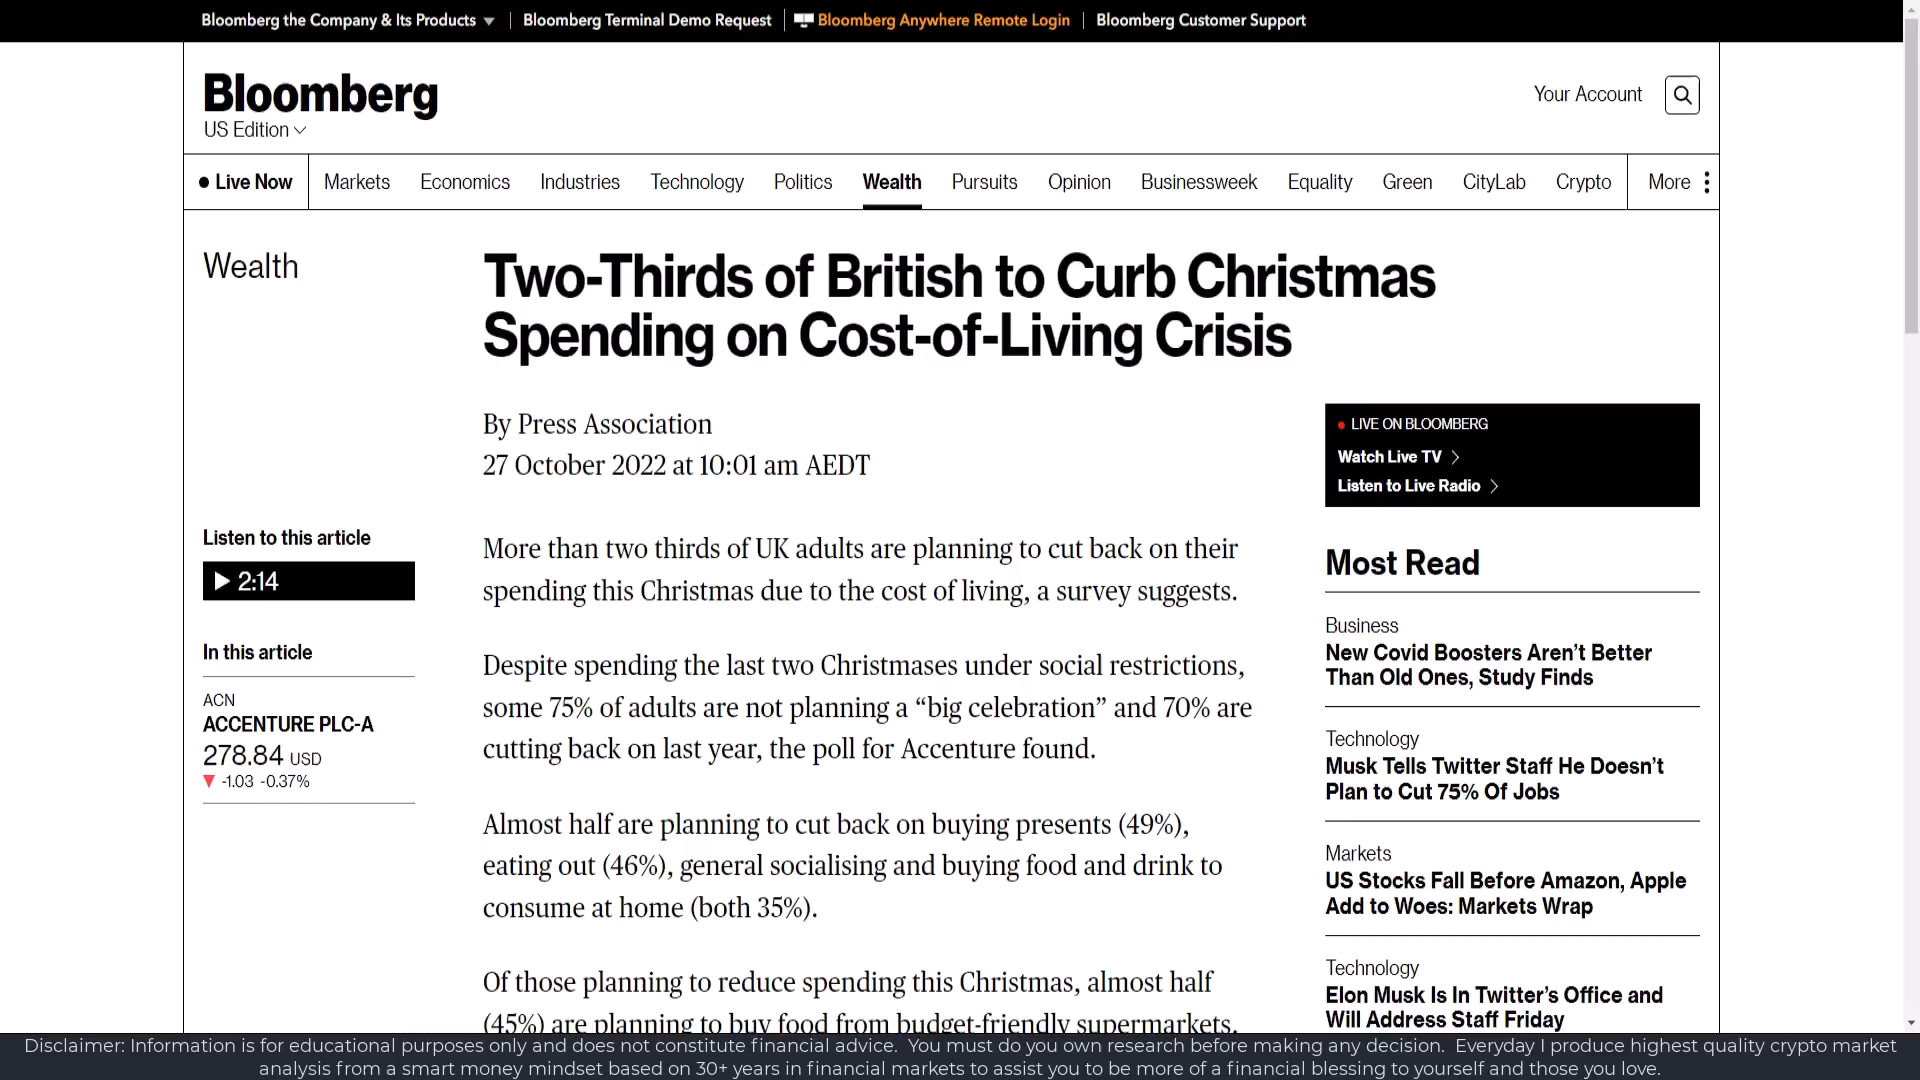 Bloomberg the Company & Its Products
Bloomberg Terminal Demo Request
Bloomberg Anywhere Remote Login
Bloomberg Customer Support
Bloomberg
US Edition
Your Account
Live Now
Markets
Economics
Industries
Technology
Politics
Wealth
Pursuits
Opinion
Businessweek
Equality
Green
CityLab
Crypto
More
Wealth
Two-Thirds of British to Curb Christmas
Spending on Cost-of-Living Crisis
By Press Association
27 October 2022 at 10:01 am AEDT
Listen to this article
2:14
In this article
ACN
ACCENTURE PLC-A
278.84 USD
-1.03 -0.37%
More than two thirds of UK adults are planning to cut back on their
spending this Christmas due to the cost of living, a survey suggests.
Despite spending the last two Christmases under social restrictions,
some 75% of adults are not planning a “big celebration” and 70% are
cutting back on last year, the poll for Accenture found.
Almost half are planning to cut back on buying presents (49%),
eating out (46%), general socialising and buying food and drink to
consume at home (both 35%).
Of those planning to reduce spending this Christmas, almost half
(45%) are planning to buy food from budget-friendly supermarkets.
LIVE ON BLOOMBERG
Watch Live TV
Listen to Live Radio
Most Read
Business
New Covid Boosters Aren’t Better
Than Old Ones, Study Finds
Technology
Musk Tells Twitter Staff He Doesn’t
Plan to Cut 75% Of Jobs
Markets
US Stocks Fall Before Amazon, Apple
Add to Woes: Markets Wrap
Technology
Elon Musk Is In Twitter’s Office and
Will Address Staff Friday
Disclaimer: Information is for educational purposes only and does not constitute financial advice. You must do you own research before making any decision. Everyday I produce highest quality crypto market
analysis from a smart money mindset based on 30+ years in financial markets to assist you to be more of a financial blessing to yourself and those you love.